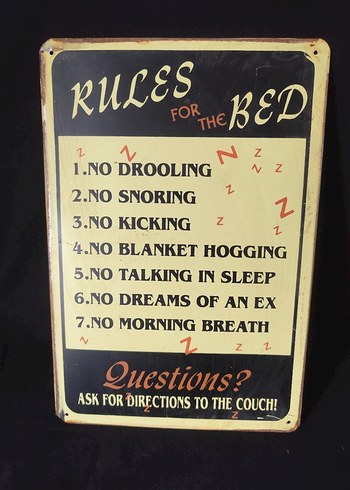 RULES
FOR THE BED
1.NO DROOLING
2.NO SNORING
3.NO KICKING
4.NO BLANKET HOGGING
5.NO TALKING IN SLEEP
6.NO DREAMS OF AN EX
7.NO MORNING BREATH
Questions?
ASK FOR DIRECTIONS TO THE COUCH!